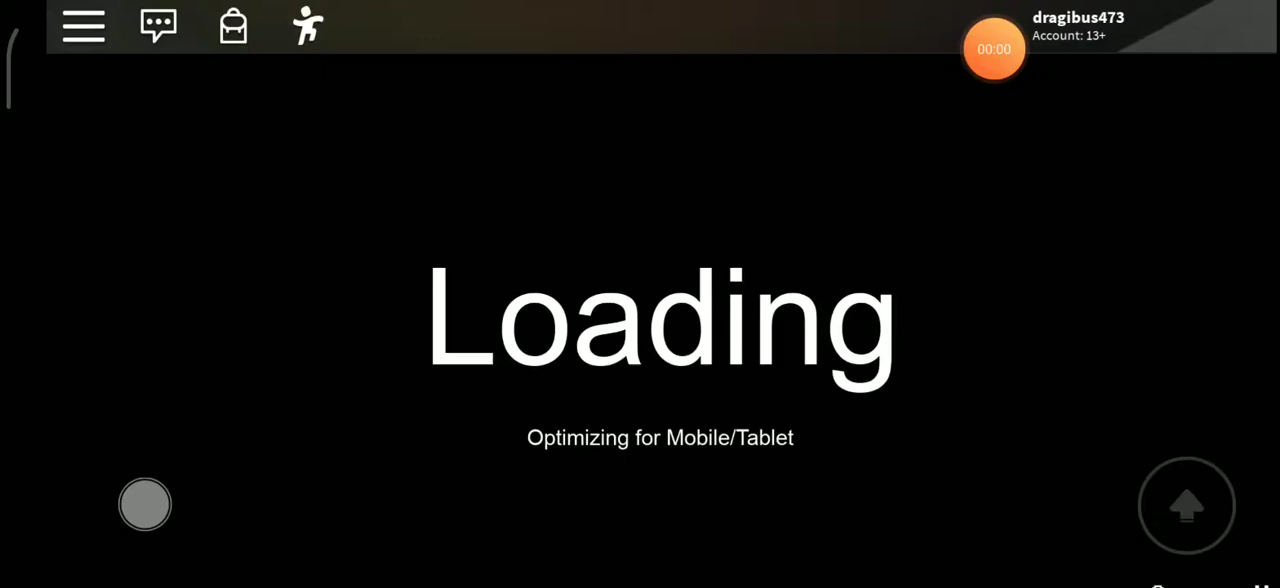 dragibus473
Account: 13+
00:00
Loading
Optimizing for Mobile/Tablet